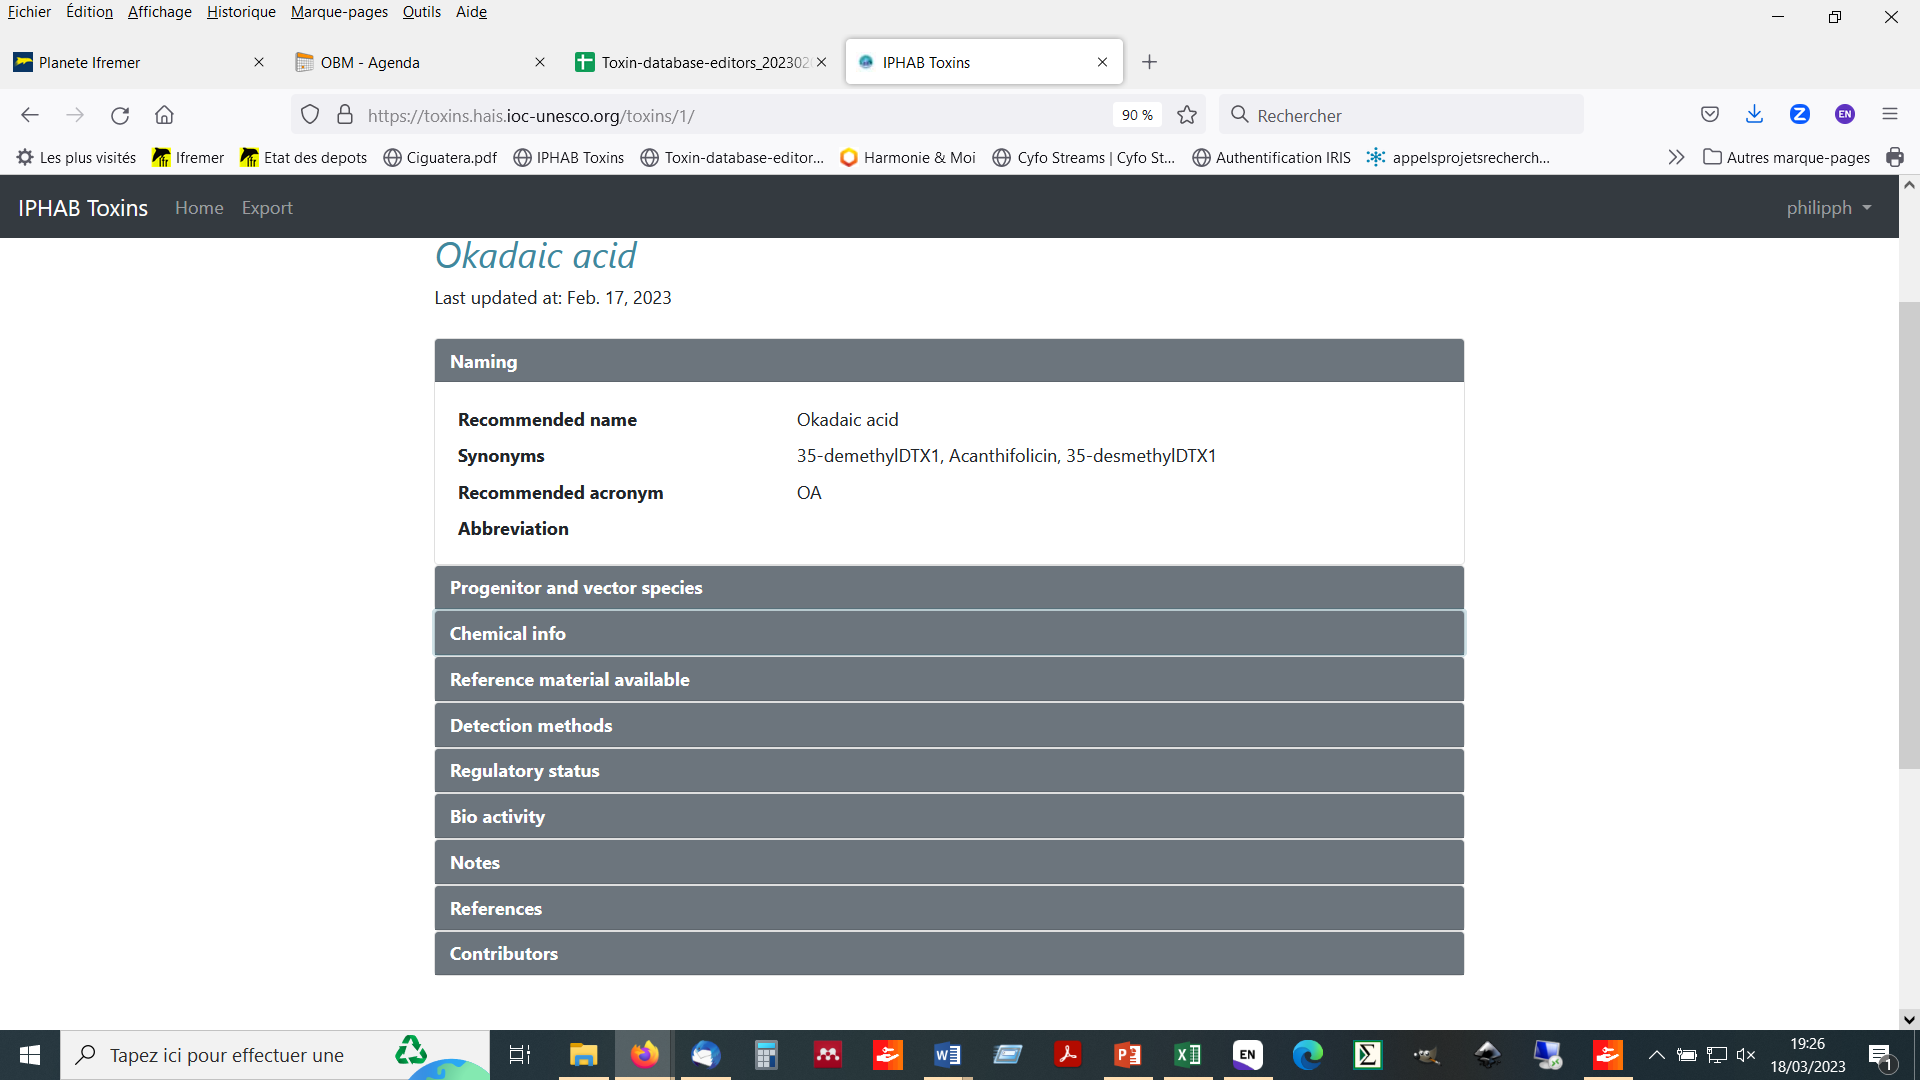 Fichier Édition Affichage Historique Marque-pages Outils Aide
Planete Ifremer
OBM - Agenda
Toxin-database-editors_202302
IPHAB Toxins
https://toxins.hais.ioc-unesco.org/toxins/1/
90 %
Rechercher
EN
Les plus visités
Ifremer
Etat des depots
Ciguatera.pdf
IPHAB Toxins
Toxin-database-editor...
Harmonie & Moi
Cyfo Streams | Cyfo St...
Authentification IRIS
appelsprojetsrecherch...
Autres marque-pages
IPHAB Toxins Home Export philipph
Okadaic acid
Last updated at: Feb. 17, 2023
Naming
Recommended name Okadaic acid
Synonyms 35-demethylDTX1, Acanthifolicin, 35-desmethylDTX1
Recommended acronym OA
Abbreviation
Progenitor and vector species
Chemical info
Reference material available
Detection methods
Regulatory status
Bio activity
Notes
References
Contributors
Tapez ici pour effectuer une
EN
19:26
18/03/2023
1